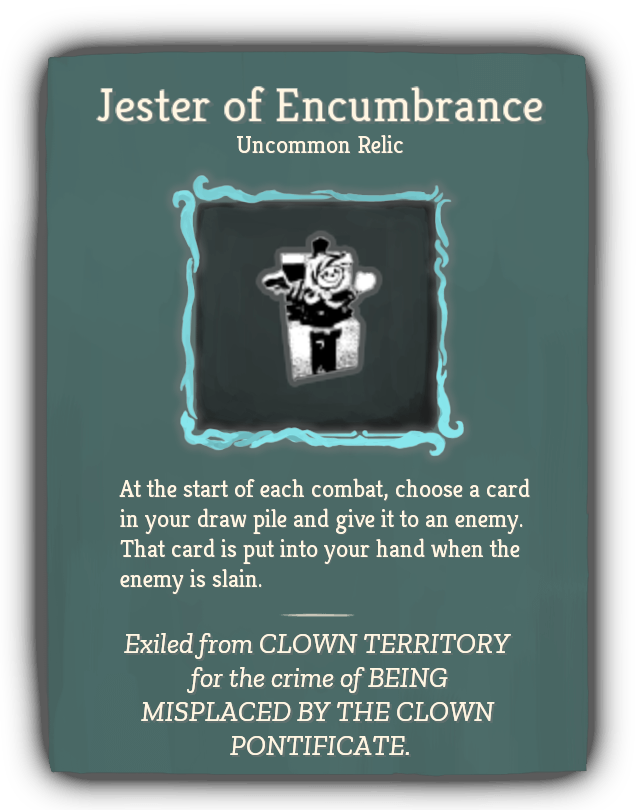 Jester of Encumbrance
Uncommon Relic
At the start of each combat, choose a card
in your draw pile and give it to an enemy.
That card is put into your hand when the
enemy is slain.
Exiled from CLOWN TERRITORY
for the crime of BEING
MISPLACED BY THE CLOWN
PONTIFICATE.